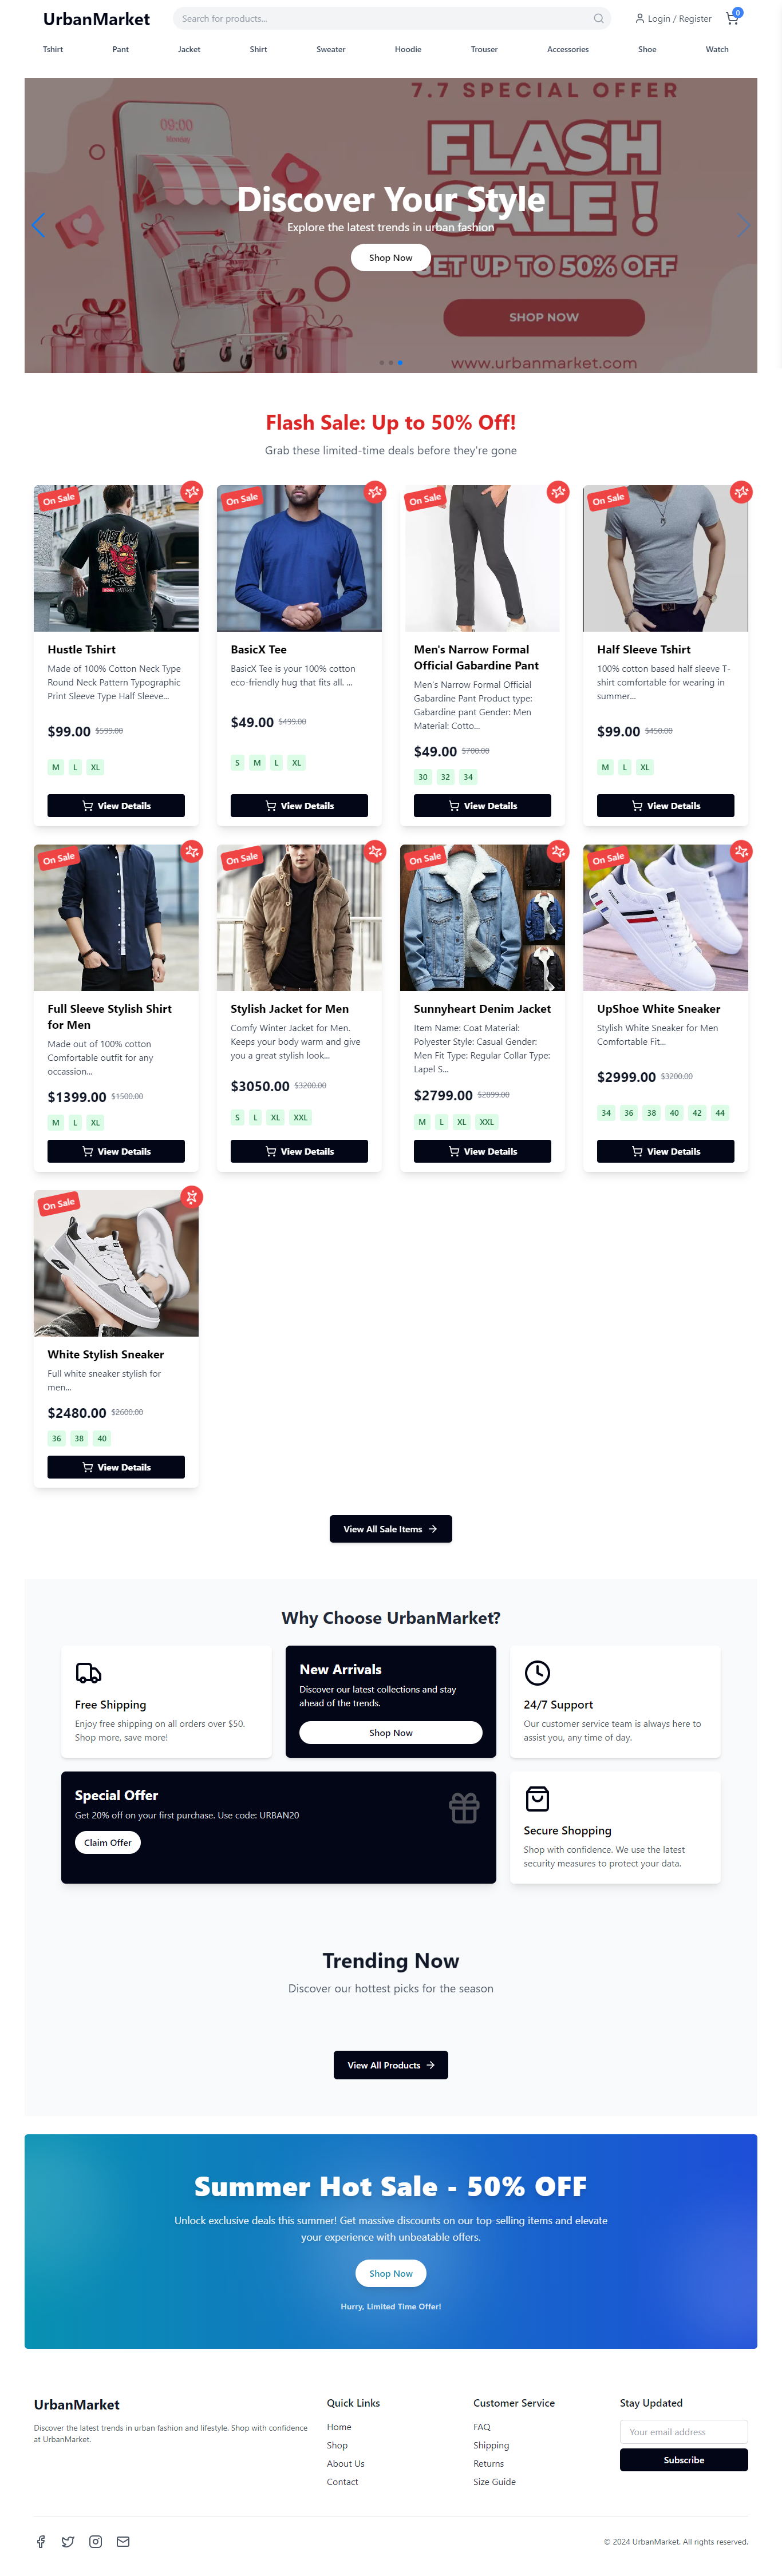 UrbanMarket
Search for products...
Login / Register
0
Tshirt
Pant
Jacket
Shirt
Sweater
Hoodie
Trouser
Accessories
Shoe
Watch
7.7 SPECIAL OFFER
09:00
Monday
FLASH
SALE!
Discover Your Style
Explore the latest trends in urban fashion
Shop Now
GET UP TO 50% OFF
SHOP NOW
www.urbanmarket.com
Flash Sale: Up to 50% Off!
Grab these limited-time deals before they're gone
On Sale
Hustle Tshirt
Made of 100% Cotton Neck Type
Round Neck Pattern Typographic
Print Sleeve Type Half Sleeve...
$99.00 $599.00
M L XL
View Details
On Sale
BasicX Tee
BasicX Tee is your 100% cotton
eco-friendly hug that fits all. ...
$49.00 $499.00
S M L XL
View Details
On Sale
Men's Narrow Formal
Official Gabardine Pant
Men's Narrow Formal Official
Gabardine Pant Product type:
Gabardine pant Gender: Men
Material: Cotto...
$49.00 $700.00
30 32 34
View Details
On Sale
Half Sleeve Tshirt
100% cotton based half sleeve T-
shirt comfortable for wearing in
summer...
$99.00 $450.00
M L XL
View Details
On Sale
Full Sleeve Stylish Shirt
for Men
Made out of 100% cotton
Comfortable outfit for any
occassion...
$1399.00 $1500.00
M L XL
View Details
On Sale
Stylish Jacket for Men
Comfy Winter Jacket for Men.
Keeps your body warm and give
you a great stylish look...
$3050.00 $3200.00
S L XL XXL
View Details
On Sale
Sunnyheart Denim Jacket
Item Name: Coat Material:
Polyester Style: Casual Gender:
Men Fit Type: Regular Collar Type:
Lapel S...
$2799.00 $2899.00
M L XL XXL
View Details
On Sale
UpShoe White Sneaker
Stylish White Sneaker for Men
Comfortable Fit...
$2999.00 $3200.00
34 36 38 40 42 44
View Details
On Sale
White Stylish Sneaker
Full white sneaker stylish for
men...
$2480.00 $2600.00
36 38 40
View Details
View All Sale Items
Why Choose UrbanMarket?
Free Shipping
Enjoy free shipping on all orders over $50.
Shop more, save more!
New Arrivals
Discover our latest collections and stay
ahead of the trends.
Shop Now
24/7 Support
Our customer service team is always here to
assist you, any time of day.
Special Offer
Get 20% off on your first purchase. Use code: URBAN20
Claim Offer
Secure Shopping
Shop with confidence. We use the latest
security measures to protect your data.
Trending Now
Discover our hottest picks for the season
View All Products
Summer Hot Sale - 50% OFF
Unlock exclusive deals this summer! Get massive discounts on our top-selling items and elevate
your experience with unbeatable offers.
Shop Now
Hurry, Limited Time Offer!
UrbanMarket
Discover the latest trends in urban fashion and lifestyle. Shop with confidence
at UrbanMarket.
Quick Links
Home
Shop
About Us
Contact
Customer Service
FAQ
Shipping
Returns
Size Guide
Stay Updated
Your email address
Subscribe
© 2024 UrbanMarket. All rights reserved.